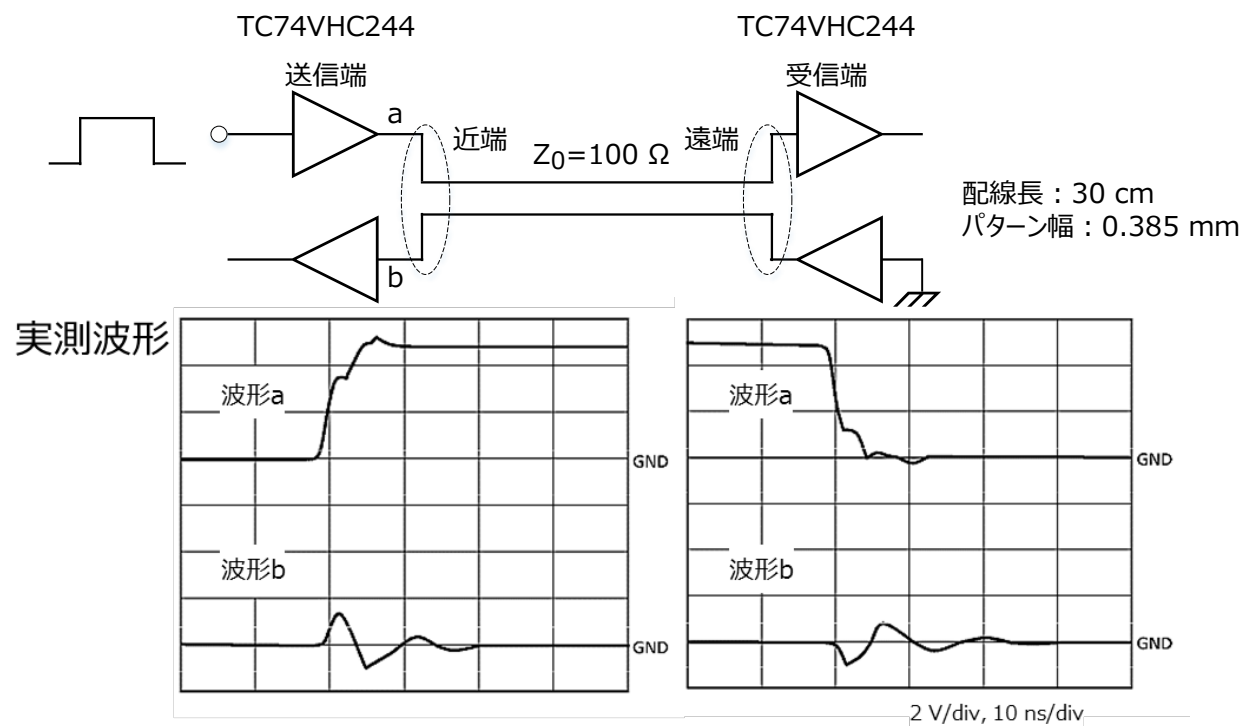 TC74VHC244
TC74VHC244
送信端
受信端
a
近端
遠端
Z0=100 Ω
配線長：30 cm
パターン幅：0.385 mm
b
実測波形
波形a
GND
波形b
GND
波形a
GND
波形b
GND
2 V/div, 10 ns/div